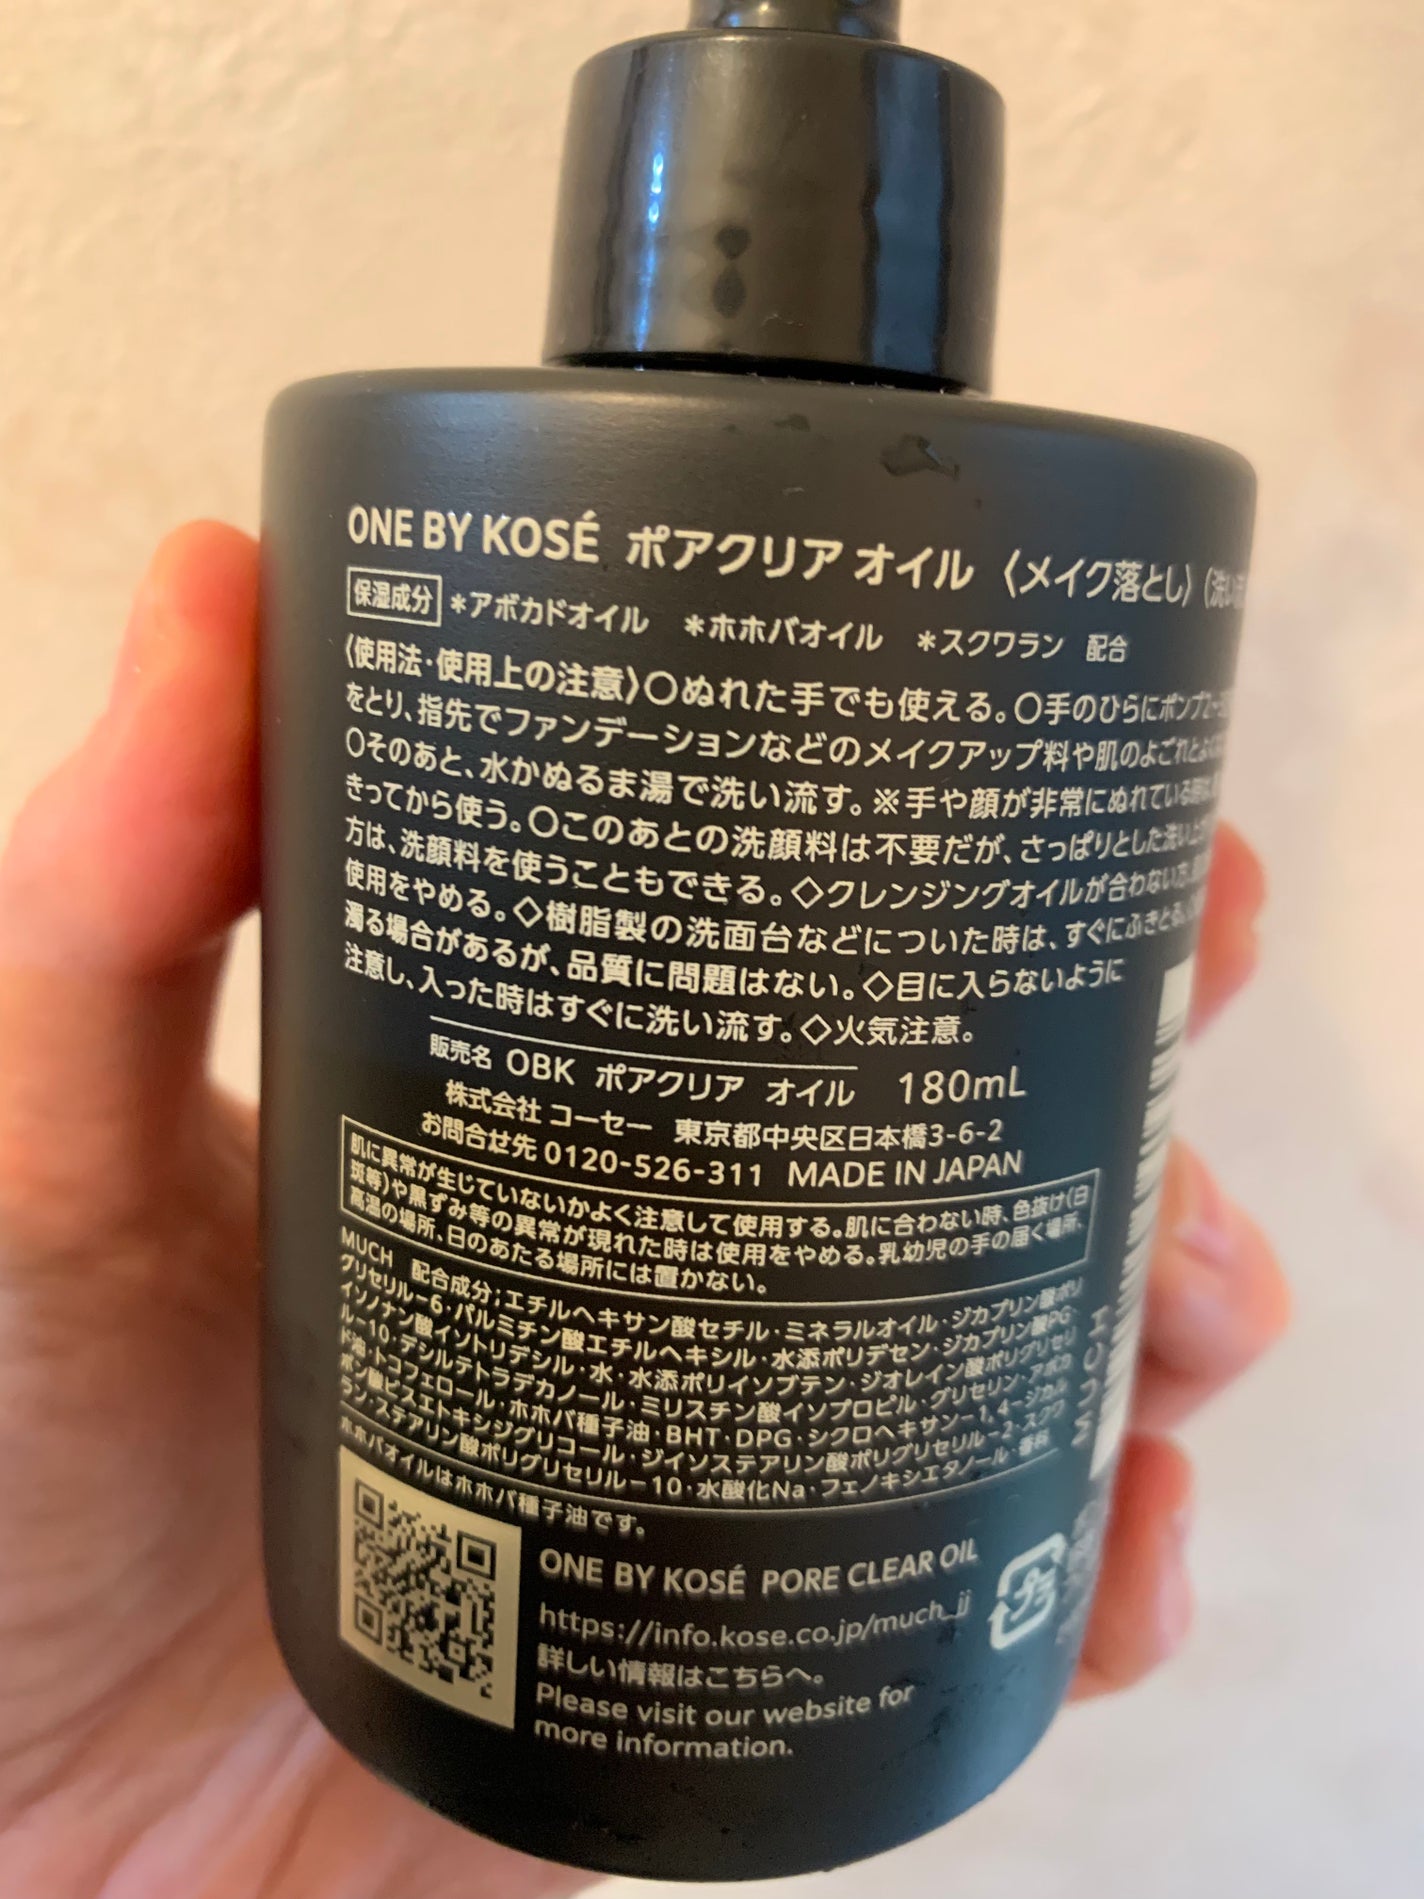 ONE BY KOSÉ ポアクリア オイル 〈メイク落とし〉(洗い
保湿成分 *アボカドオイル *ホホバオイル *スクワラン 配合
〈使用法・使用上の注意〉○ぬれた手でも使える。○手のひらにポンプ2~
をとり、指先でファンデーションなどのメイクアップ料や肌のよごれとよく
○そのあと、水かぬるま湯で洗い流す。※手や顔が非常にぬれている時は、
きってから使う。○このあとの洗顔料は不要だが、さっぱりとした洗い上が
方は、洗顔料を使うこともできる。◇クレンジングオイルが合わない方、
使用をやめる。◇樹脂製の洗面台などについた時は、すぐにふきとる。
濁る場合があるが、品質に問題はない。◇目に入らないように
注意し、入った時はすぐに洗い流す。◇火気注意。
販売名 OBK ポアクリア オイル 180mL
株式会社 コーセー 東京都中央区日本橋3-6-2
お問合せ先 0120-526-311 MADE IN JAPAN
肌に異常が生じていないかよく注意して使用する。肌に合わない時、色抜け(白
斑等)や黒ずみ等の異常が現れた時は使用をやめる。乳幼児の手の届く場所、
高温の場所、日のあたる場所には置かない。
MUCH 配合成分;エチルヘキサン酸セチル・ミネラルオイル・ジカプリン酸ポリ
グリセリル-6・パルミチン酸エチルヘキシル・水添ポリデセン・ジカプリン酸PG・
イソノナン酸イソトリデシル・水・水添ポリイソブテン・ジオレイン酸ポリグリセリ
ル-10・デシルテトラデカノール・ミリスチン酸イソプロピル・グリセリン・アボカ
ド油・トコフェロール・ホホバ種子油・BHT・DPG・シクロヘキサン-1,4-ジカル
ボン酸ビスエトキシジグリコール・ジイソステアリン酸ポリグリセリル-2・スクワ
ラン・ステアリン酸ポリグリセリル-10・水酸化Na・フェノキシエタノール・香料
ホホバオイルはホホバ種子油です。
ONE BY KOSÉ PORE CLEAR OIL
https://info.kose.co.jp/much_jj
詳しい情報はこちらへ。
Please visit our website for
more information.
プラ
MUCH